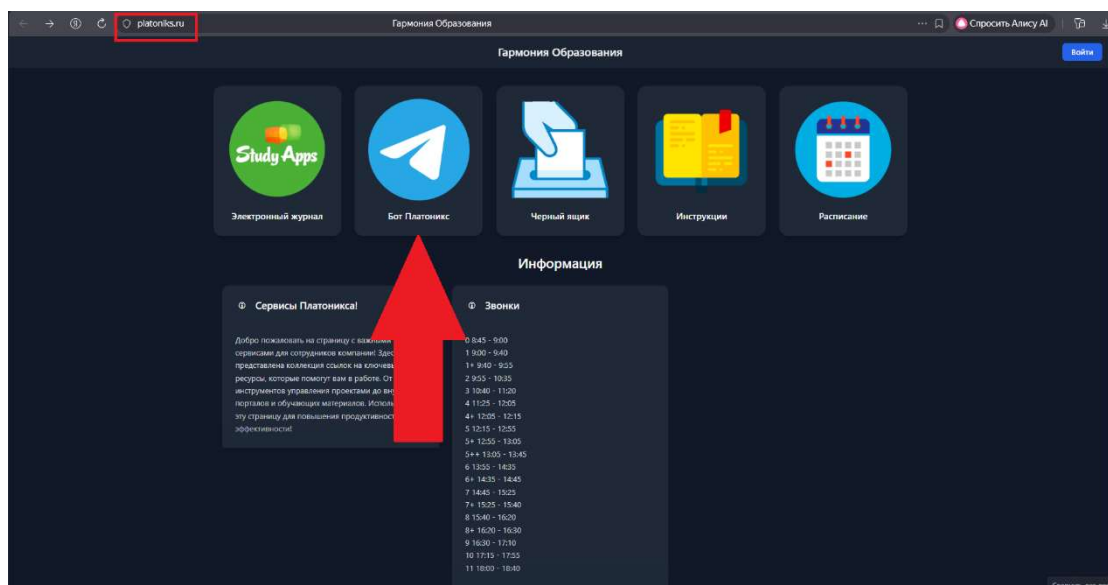 platoniks.ru
Гармония Образования
Спросить Алису AI
Гармония Образования
Войти
Study Apps
Электронный журнал
Бот Платоникс
Черный ящик
Инструкции
Расписание
Информация
Сервисы Платоникса!
Добро пожаловать на страницу с важными
сервисами для сотрудников компании! Здес
представлена коллекция ссылок на ключевы
ресурсы, которые помогут вам в работе. От
инструментов управления проектами до вну
порталов и обучающих материалов. Использ
эту страницу для повышения продуктивност
эффективности!
Звонки
0 8:45 - 9:00
1 9:00 - 9:40
1+ 9:40 - 9:55
2 9:55 - 10:35
3 10:40 - 11:20
4 11:25 - 12:05
4+ 12:05 - 12:15
5 12:15 - 12:55
5+ 12:55 - 13:05
5++ 13:05 - 13:45
6 13:55 - 14:35
6+ 14:35 - 14:45
7 14:45 - 15:25
7+ 15:25 - 15:40
8 15:40 - 16:20
8+ 16:20 - 16:30
9 16:30 - 17:10
10 17:15 - 17:55
11 18:00 - 18:40